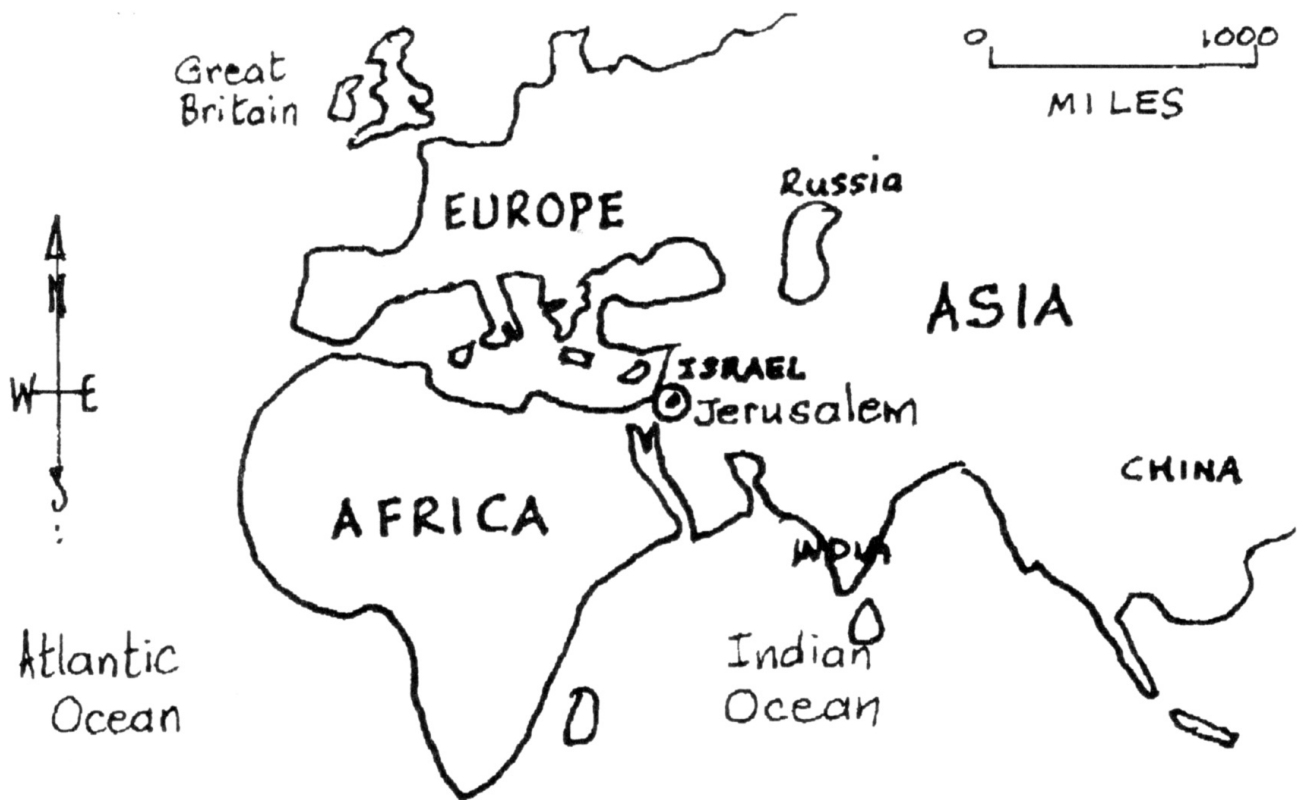 Great
Britain
0 1000
MILES
Russia
EUROPE
ASIA
N
W E
S
ISRAEL
Jerusalem
CHINA
AFRICA
INDIA
Atlantic
Ocean
Indian
Ocean